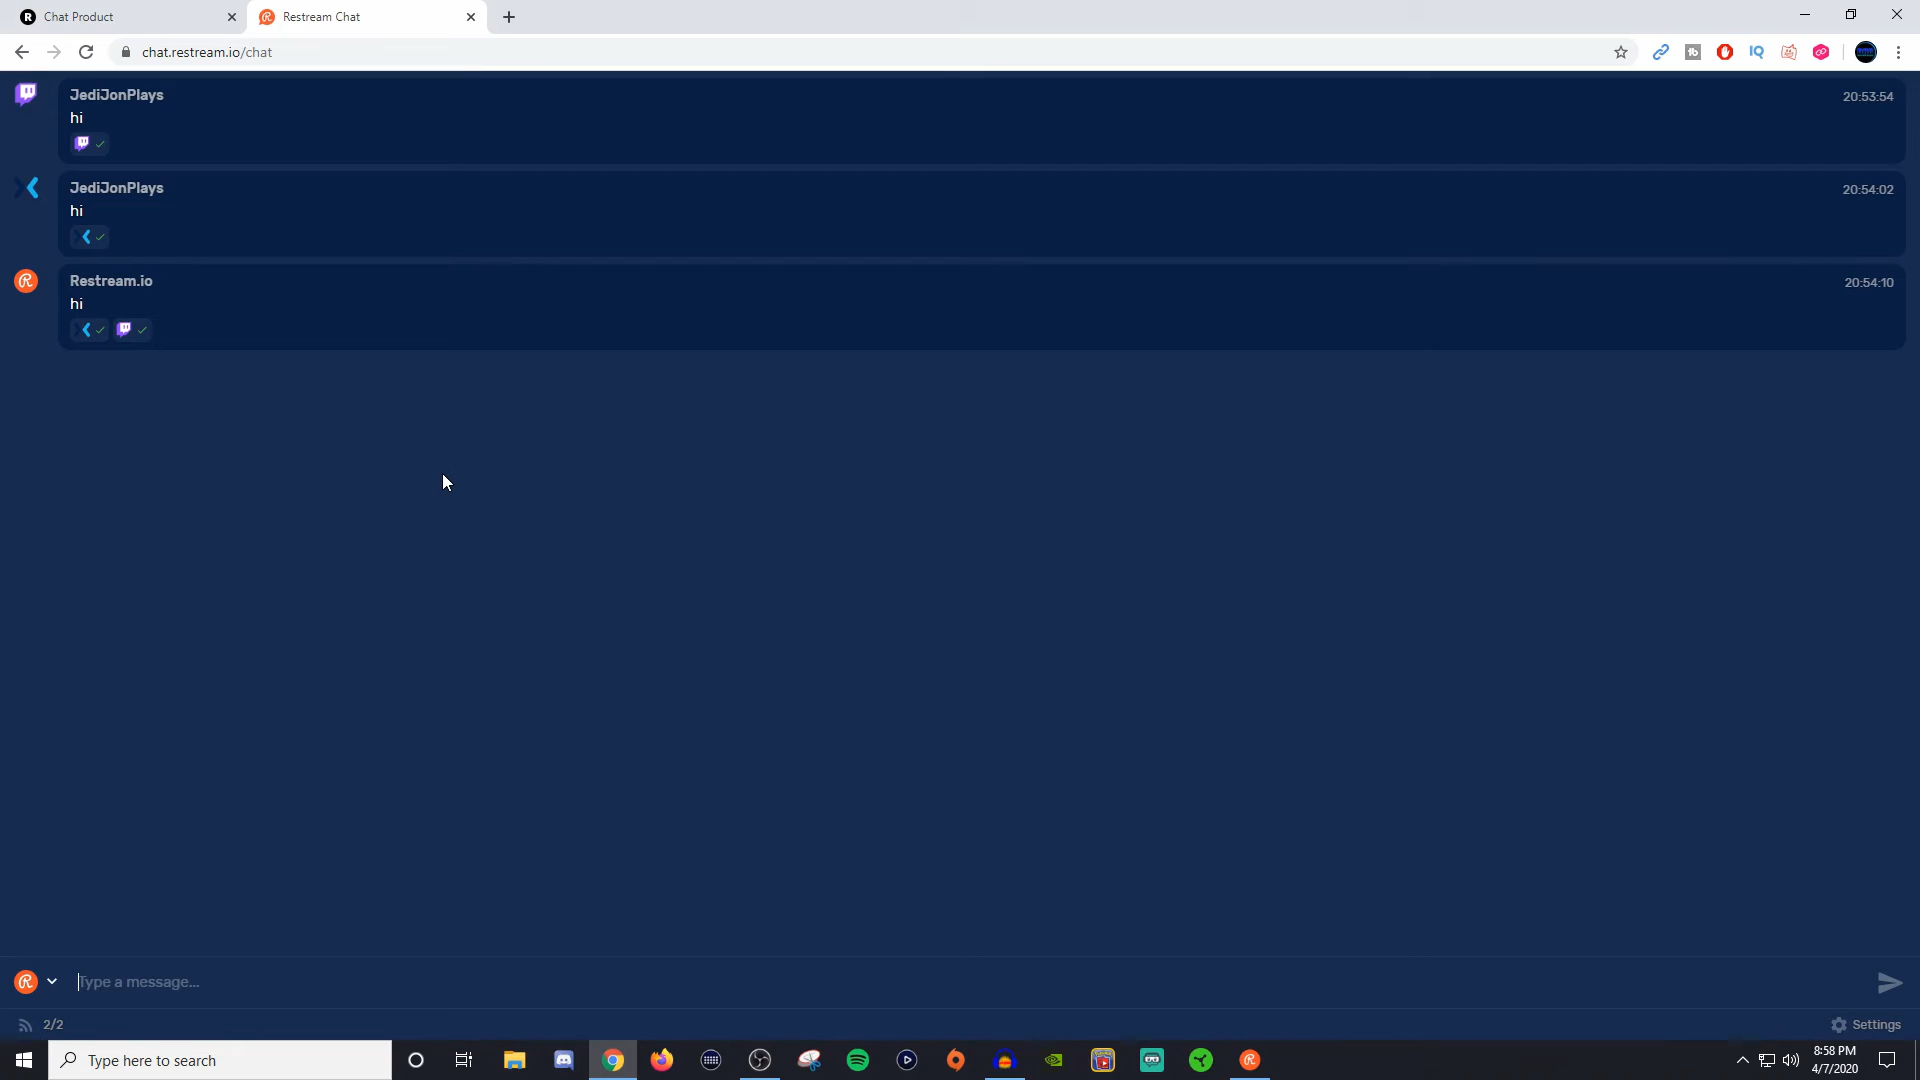 Chat Product
Restream Chat
chat.restream.io/chat
JediJonPlays
20:53:54
hi
JediJonPlays
20:54:02
hi
Restream.io
20:54:10
hi
Type a message...
2/2
Settings
Type here to search
8:58 PM
4/7/2020